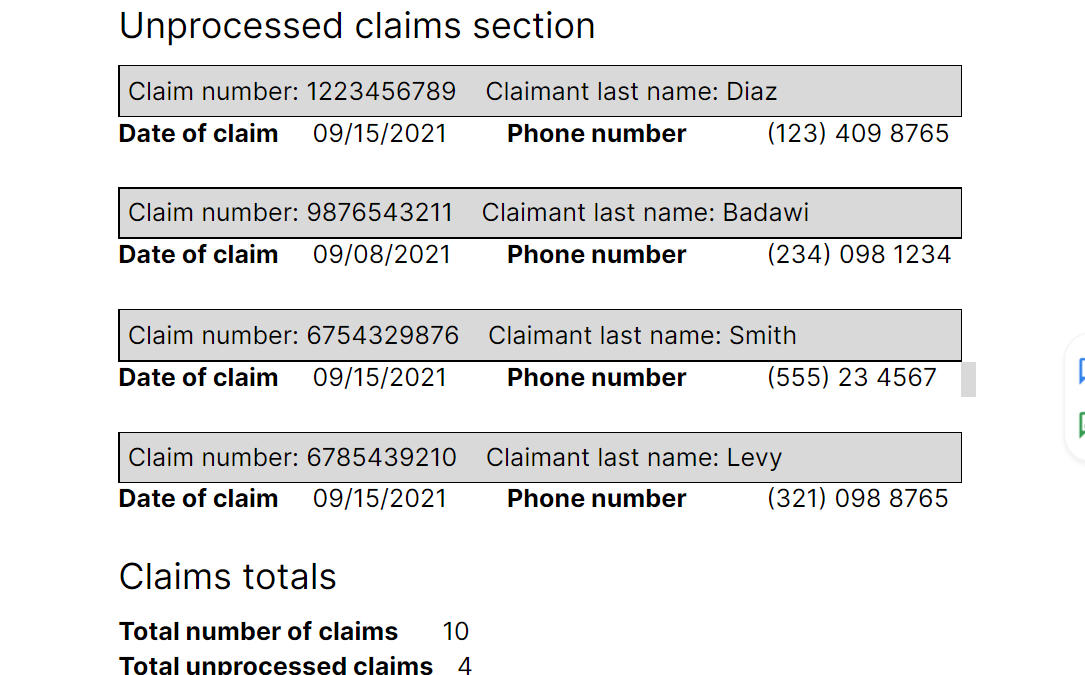 Unprocessed claims section
Claim number: 1223456789 Claimant last name: Diaz
Date of claim 09/15/2021 Phone number (123) 409 8765
Claim number: 9876543211 Claimant last name: Badawi
Date of claim 09/08/2021 Phone number (234) 098 1234
Claim number: 6754329876 Claimant last name: Smith
Date of claim 09/15/2021 Phone number (555) 23 4567
Claim number: 6785439210 Claimant last name: Levy
Date of claim 09/15/2021 Phone number (321) 098 8765
Claims totals
Total number of claims 10
Total unprocessed claims 4